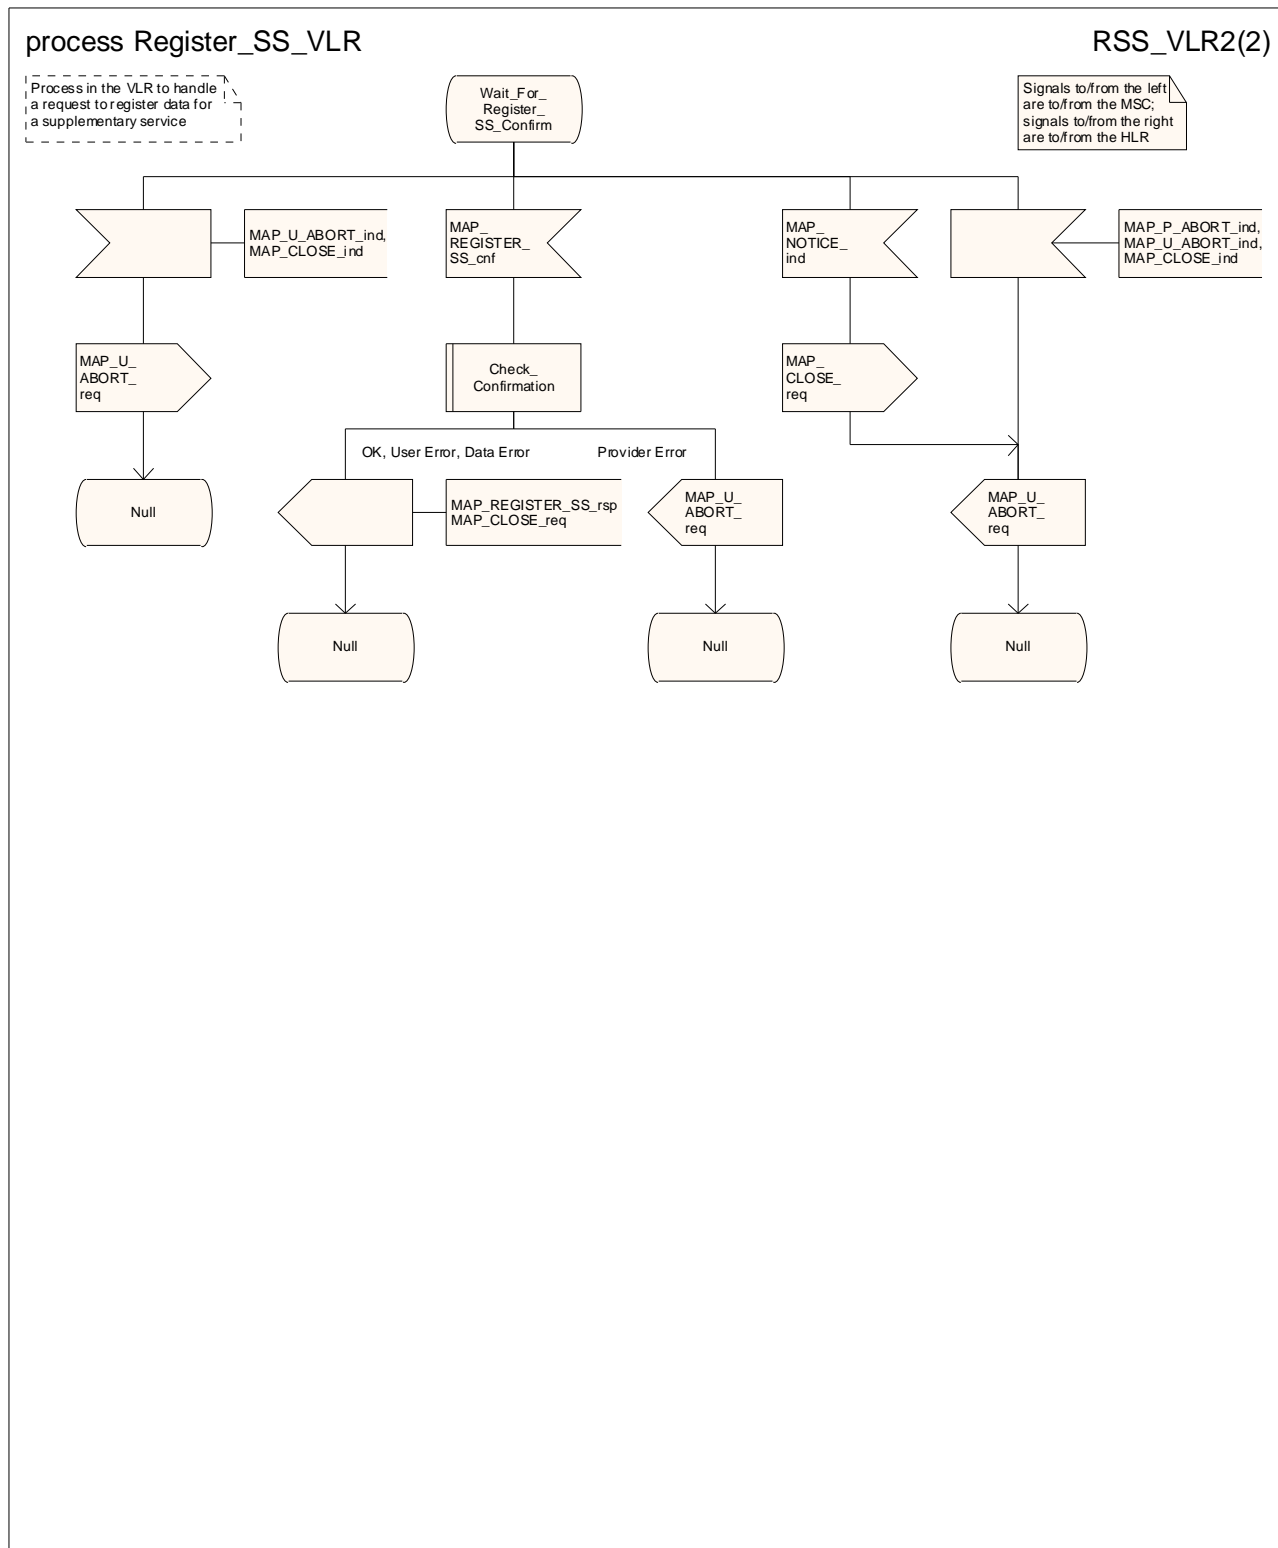 process Register_SS_VLR
RSS_VLR2(2)
Process in the VLR to handle
a request to register data for
a supplementary service
Wait_For_
Register_
SS_Confirm
Signals to/from the left
are to/from the MSC;
signals to/from the right
are to/from the HLR
MAP_U_ABORT_ind,
MAP_CLOSE_ind
MAP_
REGISTER_
SS_cnf
MAP_
NOTICE_
ind
MAP_P_ABORT_ind,
MAP_U_ABORT_ind,
MAP_CLOSE_ind
MAP_U_
ABORT_
req
Check_
Confirmation
MAP_
CLOSE_
req
OK, User Error, Data Error
Provider Error
Null
MAP_REGISTER_SS_rsp
MAP_CLOSE_req
MAP_U_
ABORT_
req
MAP_U_
ABORT_
req
Null
Null
Null